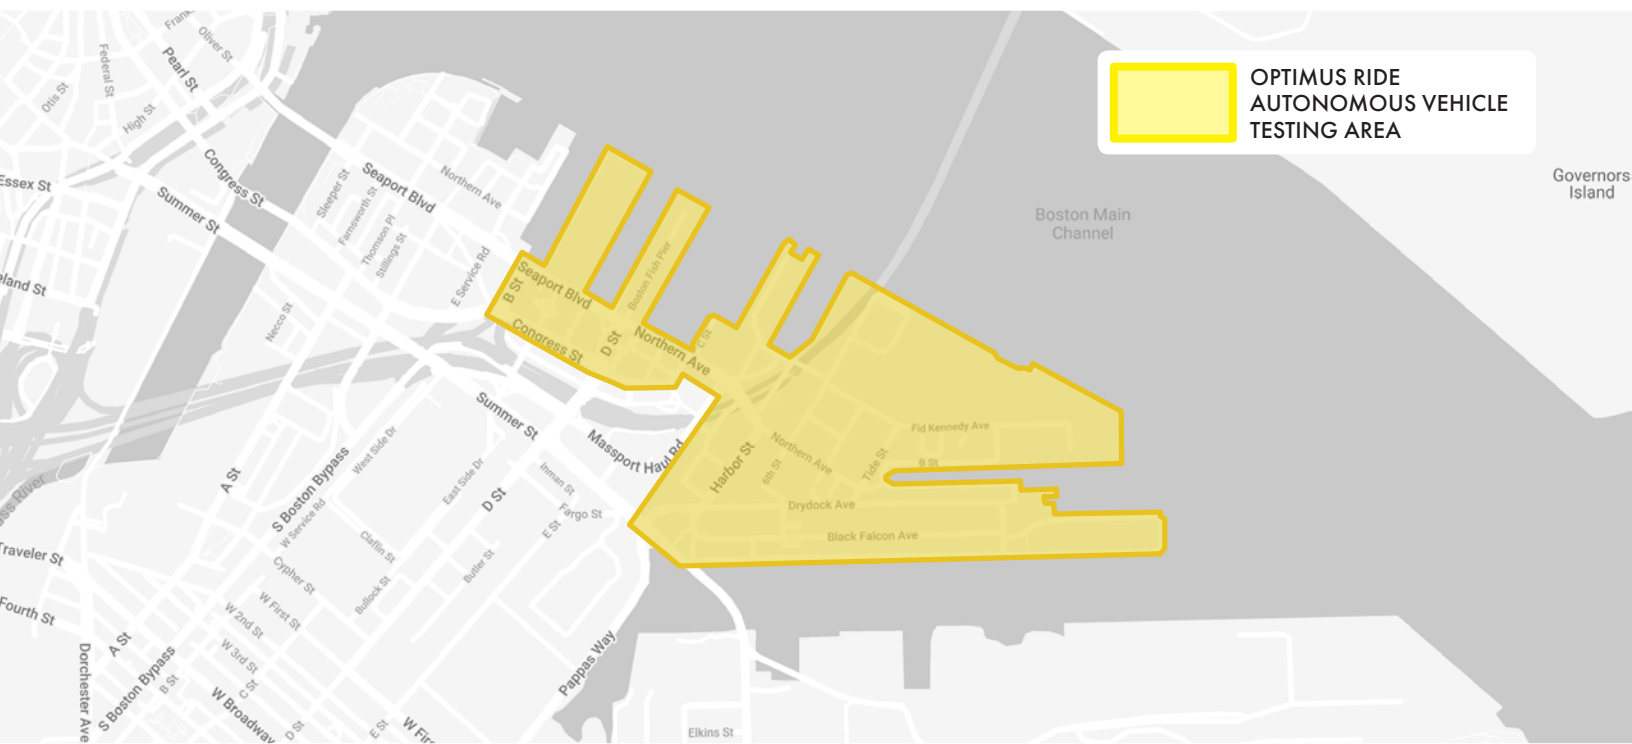 Frank
Oliver St
Pearl St
Federal St
Otis St
High St
Essex St
Congress St
Summer St
eland St
Sleeper St
Farnsworth St
Thomson Pl
Stillings St
Seaport Blvd
Northern Ave
E Service Rd
Necco St
OPTIMUS RIDE
AUTONOMOUS VEHICLE
TESTING AREA
Governors
Island
Boston Main
Channel
B St
Seaport Blvd
Boston Fish Pier
Congress St
D St
Northern Ave
C St
Summer St
Massport Haul Rd
Harbor St
6th St
Northern Ave
Tide St
Fid Kennedy Ave
B St
Drydock Ave
Black Falcon Ave
West Side Dr
East Side Dr
Inman St
Fargo St
E St
D St
A St
S Boston Bypass
W Service Rd
Claflin St
Cypher St
Bullock St
Butler St
ss River
Traveler St
Fourth St
W First St
W 2nd St
W 3rd St
A St
S Boston Bypass
B St
C St
W Broadway
D St
E St
W Firs
Dorchester Ave
Pappas Way
Elkins St